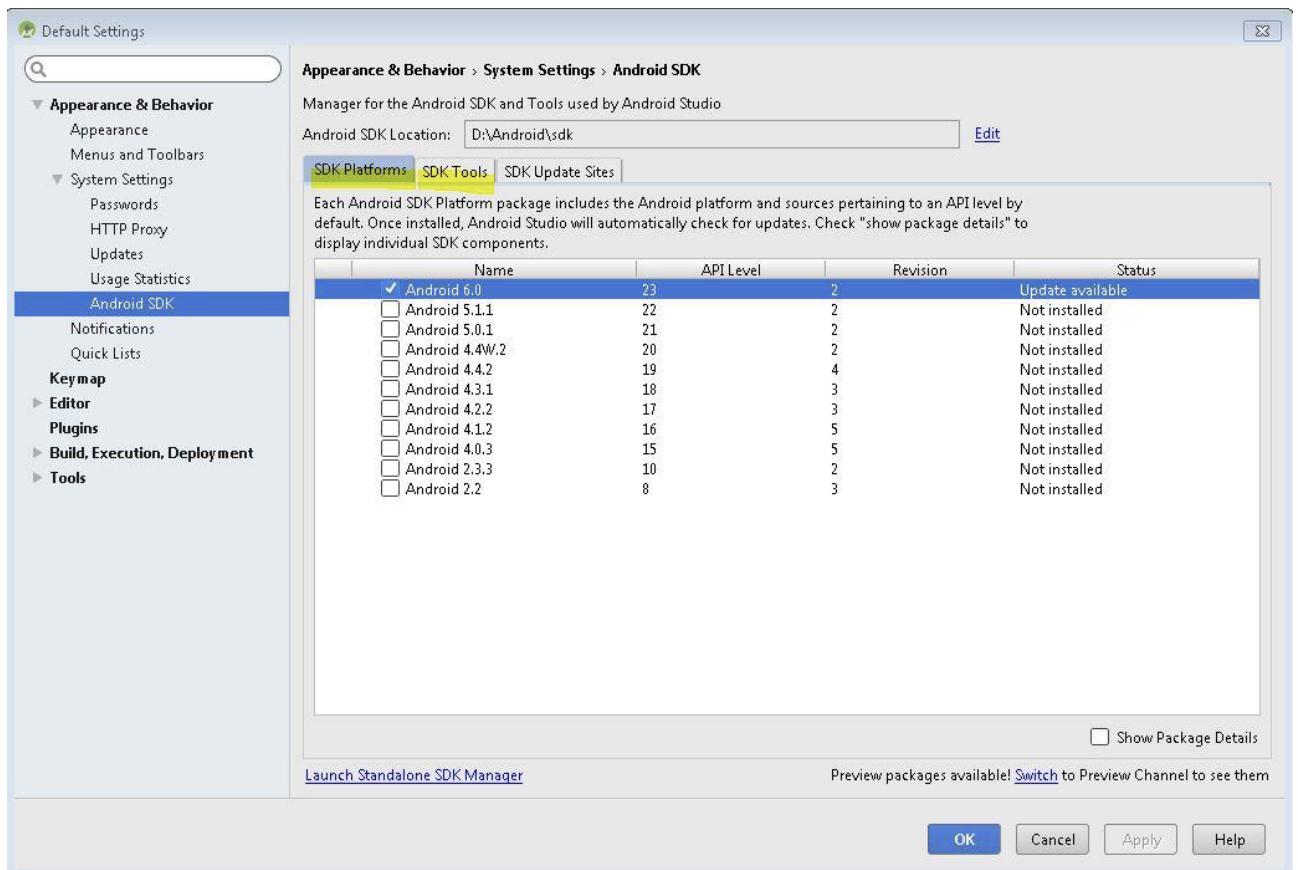 Default Settings
Appearance & Behavior
Appearance
Menus and Toolbars
System Settings
Passwords
HTTP Proxy
Updates
Usage Statistics
Android SDK
Notifications
Quick Lists
Keymap
Editor
Plugins
Build, Execution, Deployment
Tools
Appearance & Behavior › System Settings › Android SDK
Manager for the Android SDK and Tools used by Android Studio
Android SDK Location: D:\Android\sdk Edit
SDK Platforms SDK Tools SDK Update Sites
Each Android SDK Platform package includes the Android platform and sources pertaining to an API level by
default. Once installed, Android Studio will automatically check for updates. Check "show package details" to
display individual SDK components.
Name API Level Revision Status
Android 6.0 23 2 Update available
Android 5.1.1 22 2 Not installed
Android 5.0.1 21 2 Not installed
Android 4.4W.2 20 2 Not installed
Android 4.4.2 19 4 Not installed
Android 4.3.1 18 3 Not installed
Android 4.2.2 17 3 Not installed
Android 4.1.2 16 5 Not installed
Android 4.0.3 15 5 Not installed
Android 2.3.3 10 2 Not installed
Android 2.2 8 3 Not installed
Show Package Details
Launch Standalone SDK Manager Preview packages available! Switch to Preview Channel to see them
OK Cancel Apply Help